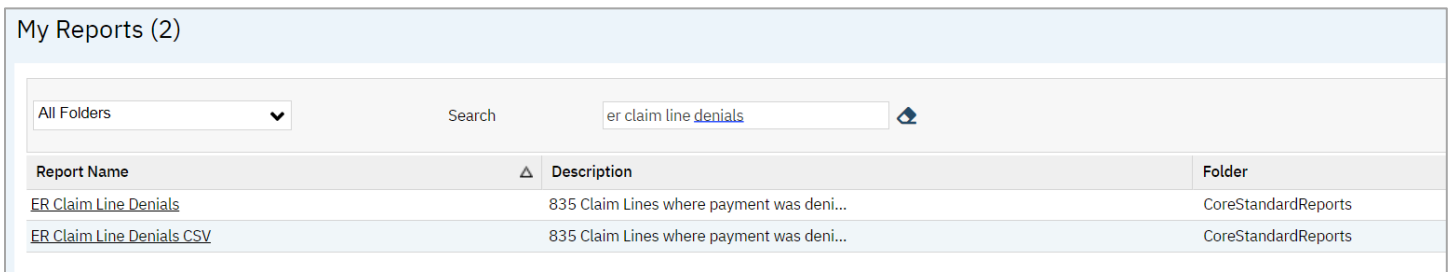 My Reports (2)
All Folders Search er claim line denials
Report Name Description Folder
ER Claim Line Denials 835 Claim Lines where payment was deni... CoreStandardReports
ER Claim Line Denials CSV 835 Claim Lines where payment was deni... CoreStandardReports